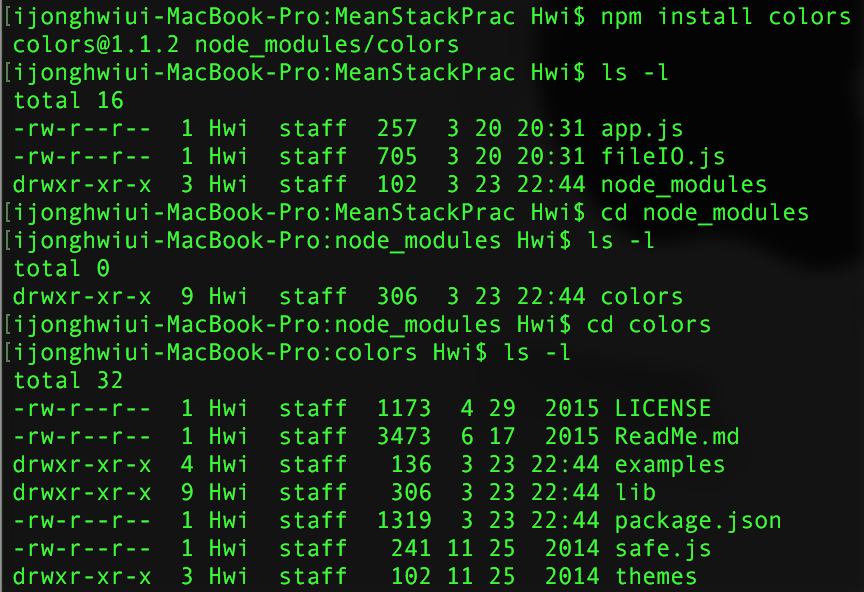 [ijonghwiui-MacBook-Pro:MeanStackPrac Hwi$ npm install colors
colors@1.1.2 node_modules/colors
[ijonghwiui-MacBook-Pro:MeanStackPrac Hwi$ ls -l
total 16
-rw-r--r--  1 Hwi  staff  257  3 20 20:31 app.js
-rw-r--r--  1 Hwi  staff  705  3 20 20:31 fileIO.js
drwxr-xr-x  3 Hwi  staff  102  3 23 22:44 node_modules
[ijonghwiui-MacBook-Pro:MeanStackPrac Hwi$ cd node_modules
[ijonghwiui-MacBook-Pro:node_modules Hwi$ ls -l
total 0
drwxr-xr-x  9 Hwi  staff  306  3 23 22:44 colors
[ijonghwiui-MacBook-Pro:node_modules Hwi$ cd colors
[ijonghwiui-MacBook-Pro:colors Hwi$ ls -l
total 32
-rw-r--r--  1 Hwi  staff  1173  4 29  2015 LICENSE
-rw-r--r--  1 Hwi  staff  3473  6 17  2015 ReadMe.md
drwxr-xr-x  4 Hwi  staff   136  3 23 22:44 examples
drwxr-xr-x  9 Hwi  staff   306  3 23 22:44 lib
-rw-r--r--  1 Hwi  staff  1319  3 23 22:44 package.json
-rw-r--r--  1 Hwi  staff   241 11 25  2014 safe.js
drwxr-xr-x  3 Hwi  staff   102 11 25  2014 themes